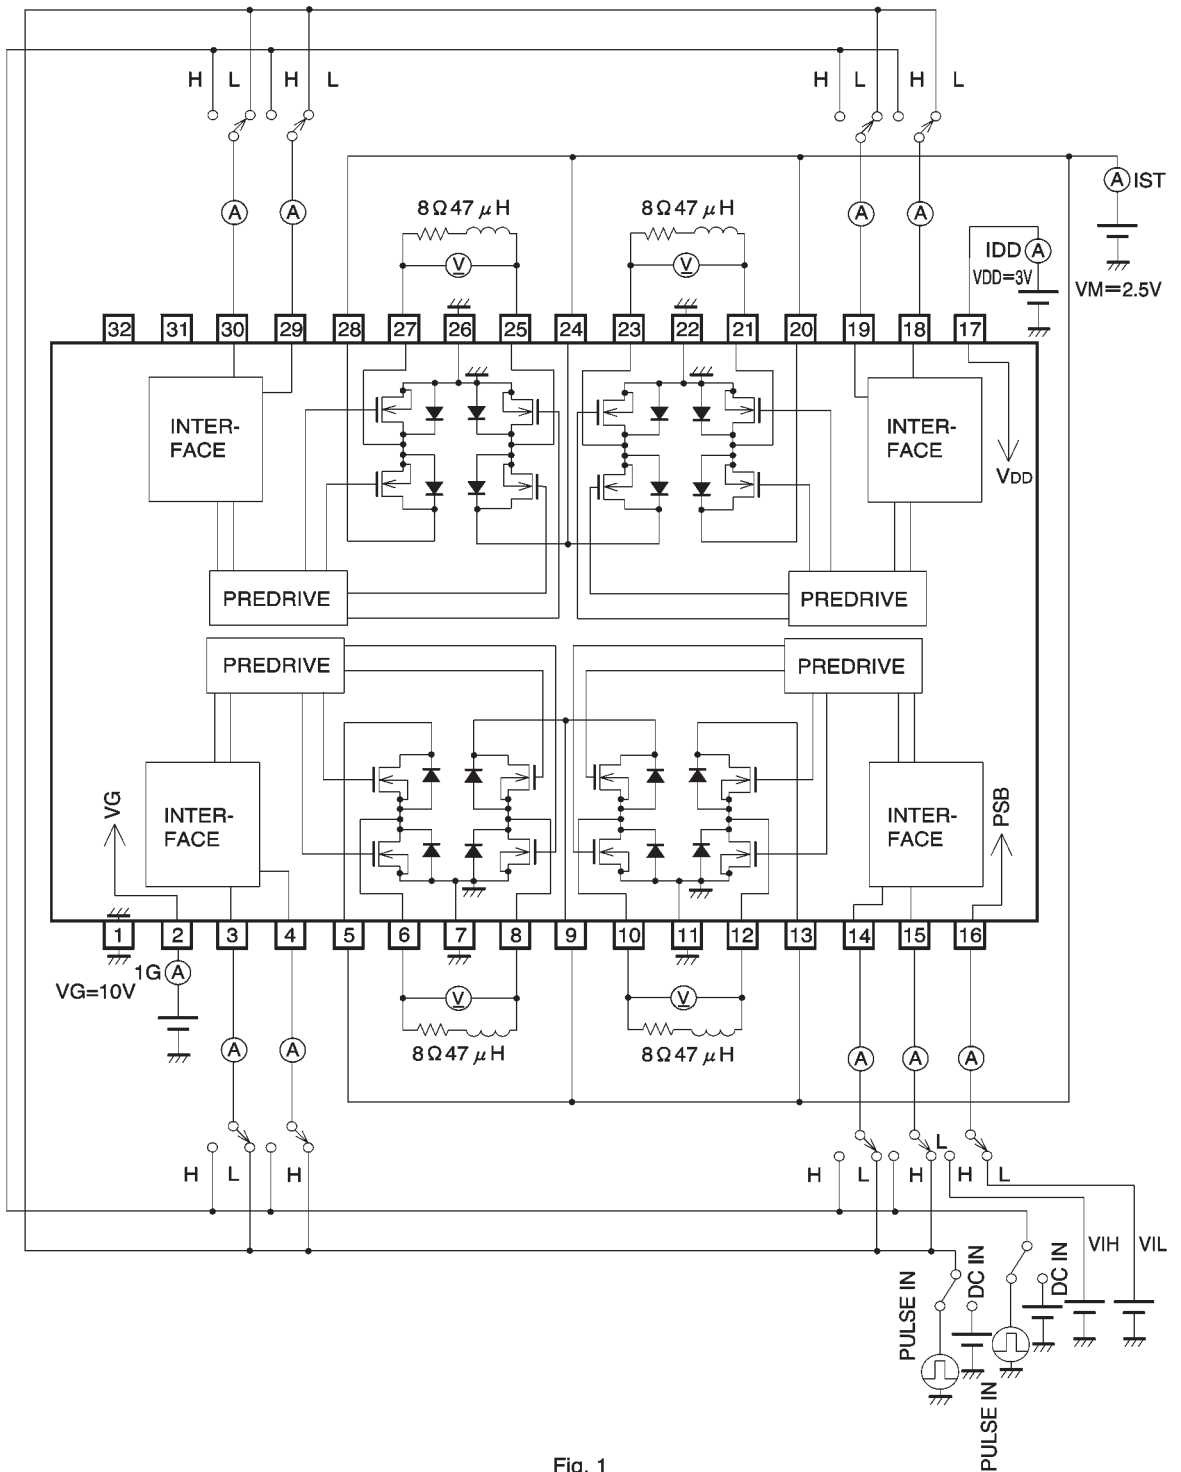 H L H L
H L H L
IST
8Ω47μH
8Ω47μH
IDD
VDD=3V
VM=2.5V
A A A A A A
V V
32 31 30 29 28 27 26 25 24 23 22 21 20 19 18 17
INTER-
FACE
INTER-
FACE
VDD
PREDRIVE
PREDRIVE
PREDRIVE
PREDRIVE
VG
INTER-
FACE
INTER-
FACE
PSB
1 2 3 4 5 6 7 8 9 10 11 12 13 14 15 16
1G A
VG=10V
V V
8Ω47μH
8Ω47μH
A A A A A
H L H
H L H L H L
VIH
VIL
PULSE IN
DC IN
PULSE IN
DC IN
Fig. 1